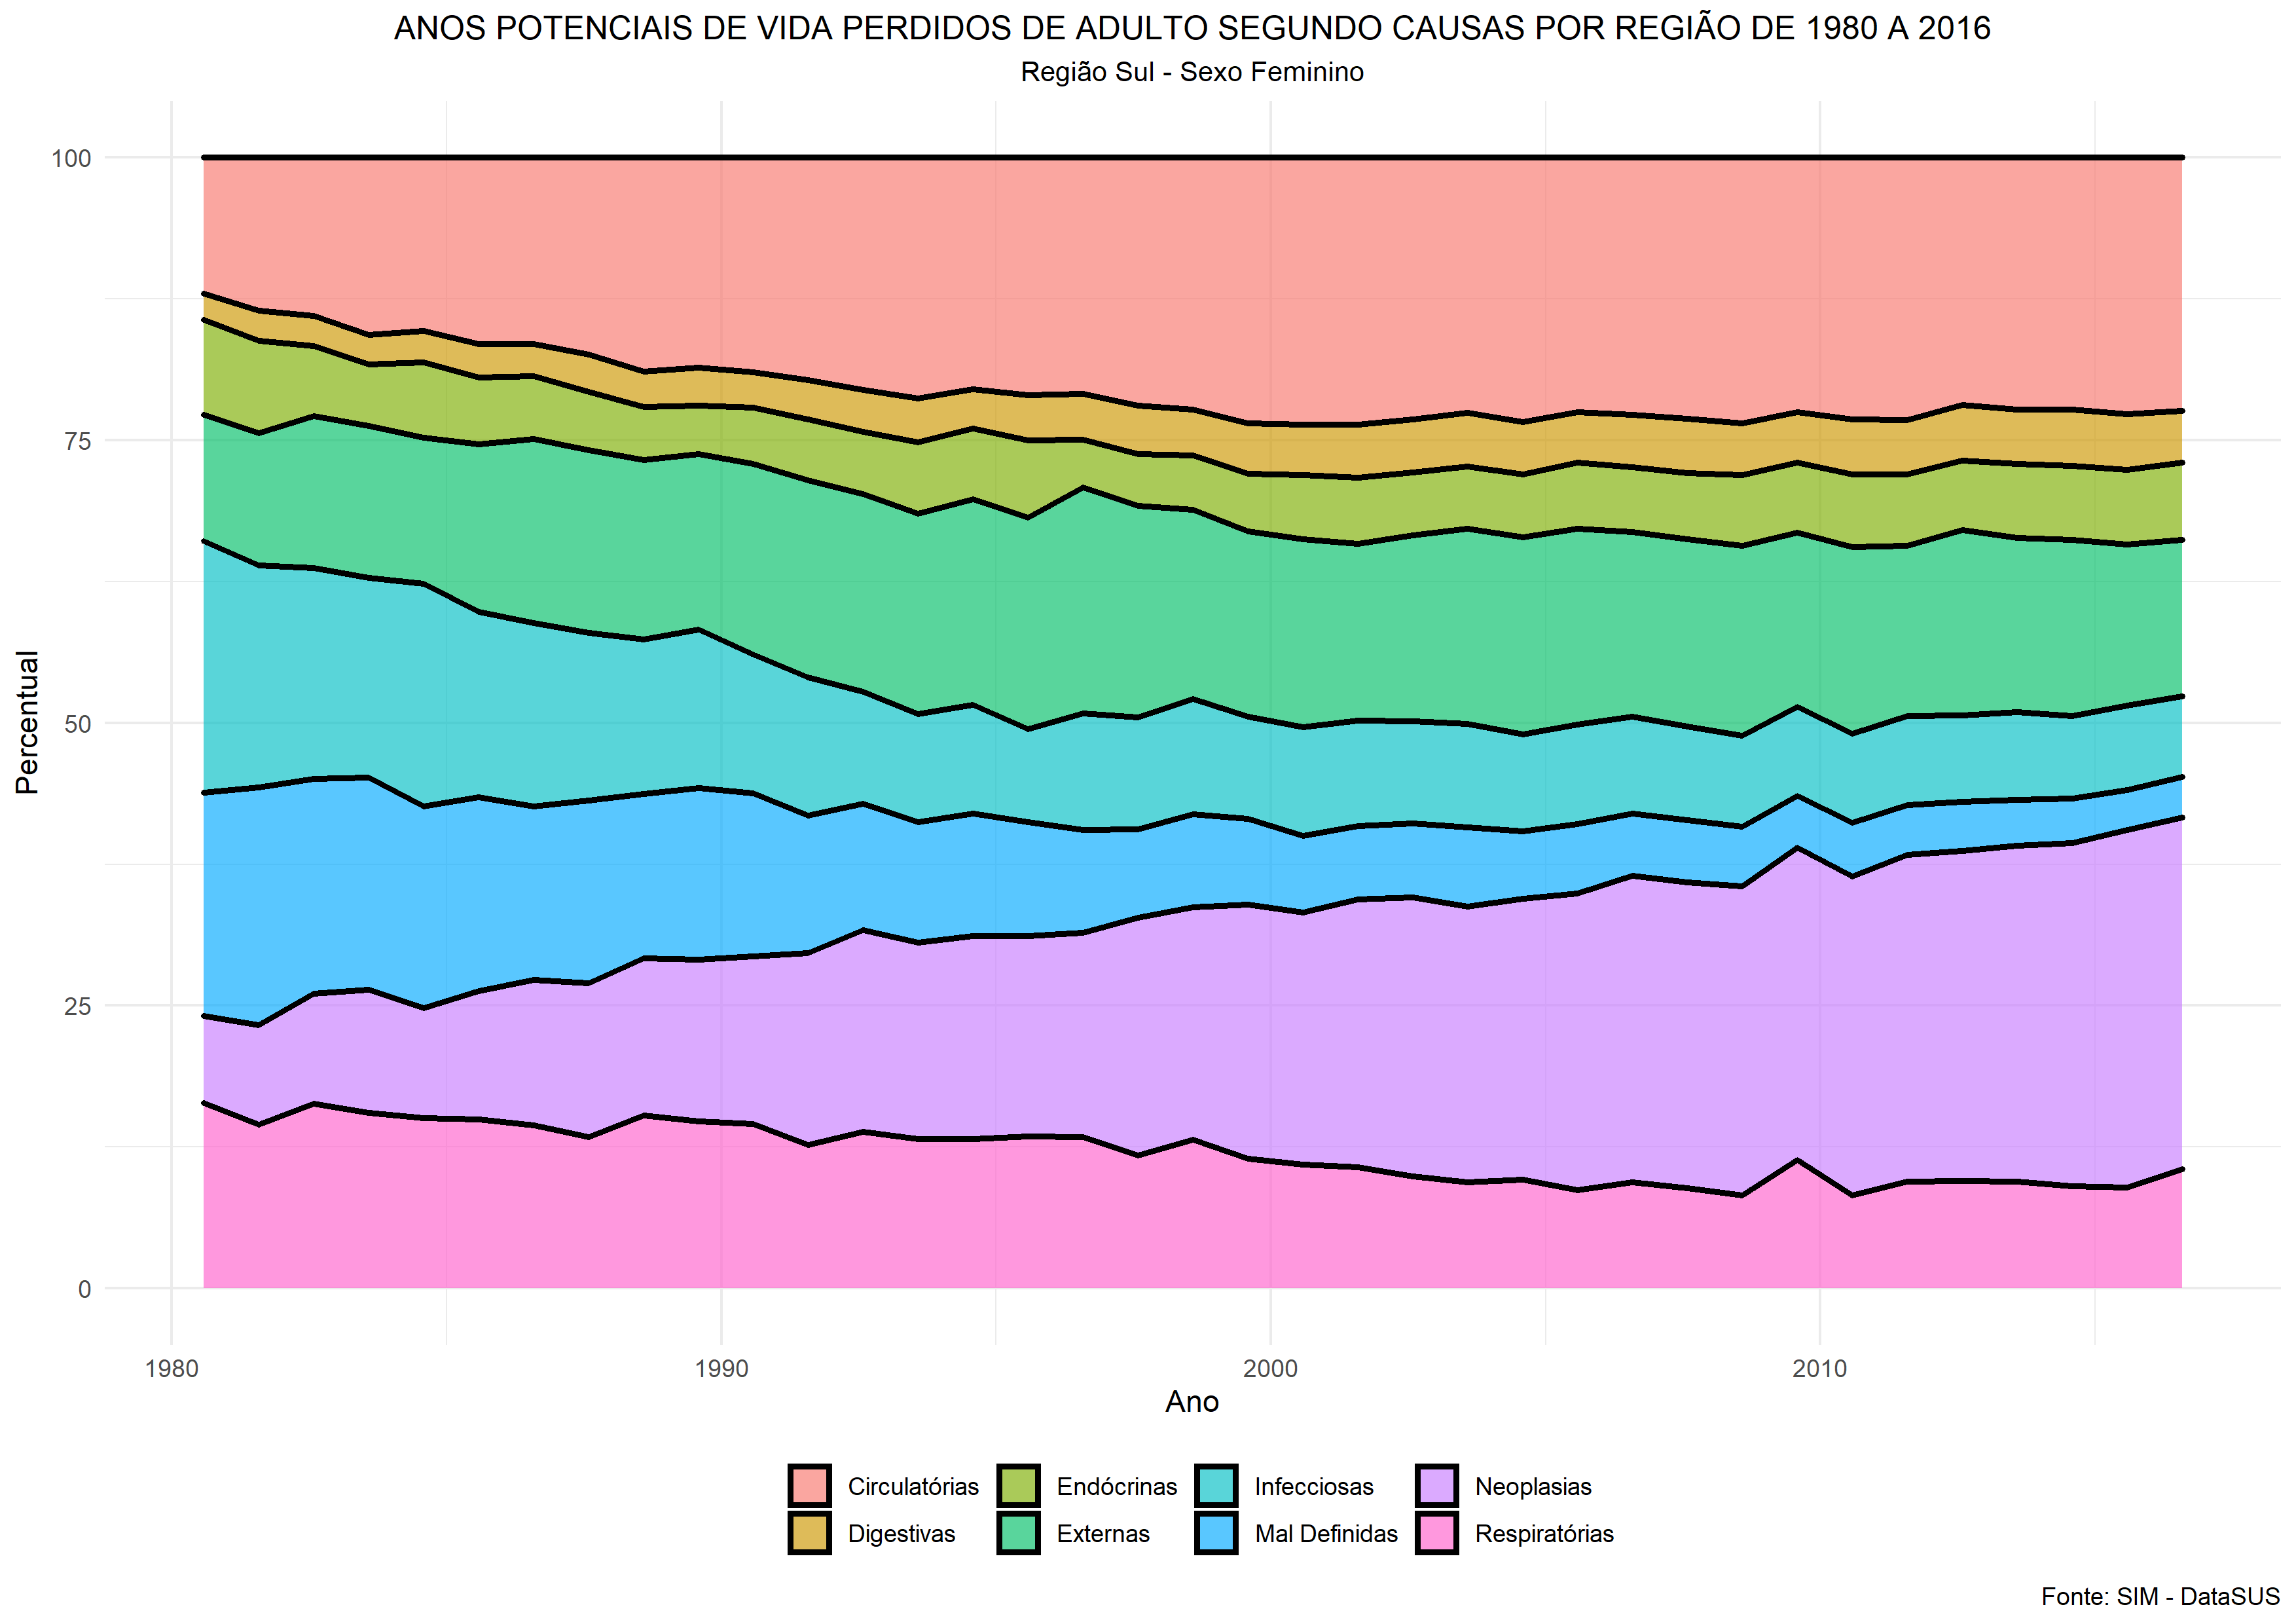 ANOS POTENCIAIS DE VIDA PERDIDOS DE ADULTO SEGUNDO CAUSAS POR REGIÃO DE 1980 A 2016
Região Sul - Sexo Feminino
100
75
50
25
0
Percentual
1980 1990 2000 2010
Ano
Circulatórias Endócrinas Infecciosas Neoplasias
Digestivas Externas Mal Definidas Respiratórias
Fonte: SIM - DataSUS